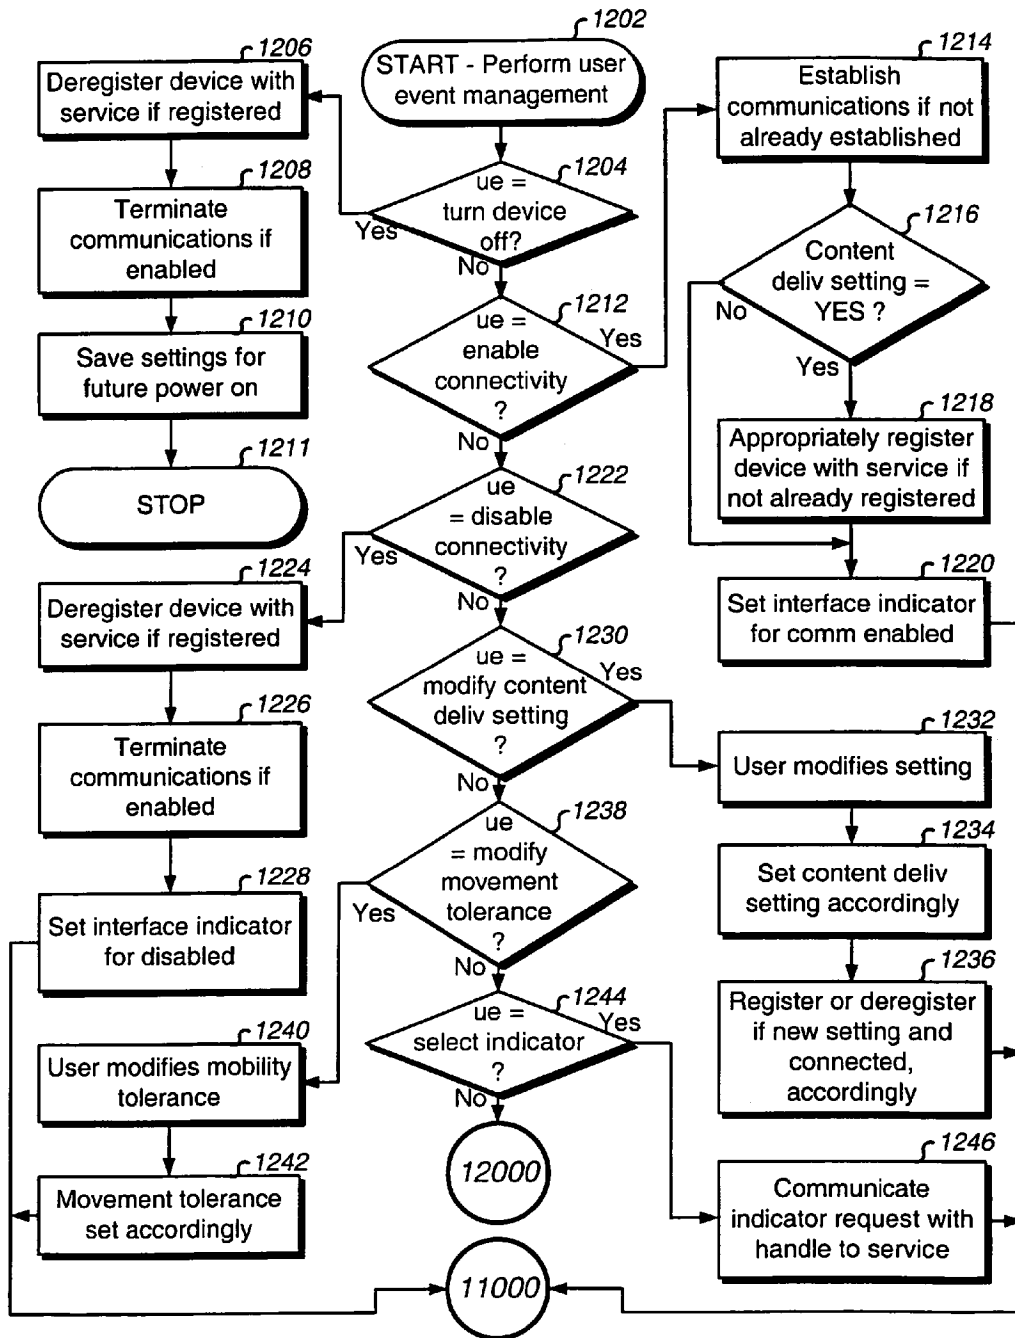 1202
START - Perform user
event management
1204
ue =
turn device
off?
Yes
No
1206
Deregister device with
service if registered
1208
Terminate
communications if
enabled
1210
Save settings for
future power on
1211
STOP
1212
ue =
enable
connectivity
?
Yes
No
1214
Establish
communications if not
already established
1216
Content
deliv setting =
YES ?
No
Yes
1218
Appropriately register
device with service if
not already registered
1220
Set interface indicator
for comm enabled
1222
ue
= disable
connectivity
?
Yes
No
1224
Deregister device with
service if registered
1226
Terminate
communications if
enabled
1228
Set interface indicator
for disabled
1230
ue =
modify content
deliv setting
?
Yes
No
1232
User modifies setting
1234
Set content deliv
setting accordingly
1236
Register or deregister
if new setting and
connected,
accordingly
1238
ue
= modify
movement
tolerance
?
Yes
No
1240
User modifies mobility
tolerance
1242
Movement tolerance
set accordingly
1244
ue =
select indicator
?
Yes
No
1246
Communicate
indicator request with
handle to service
12000
11000